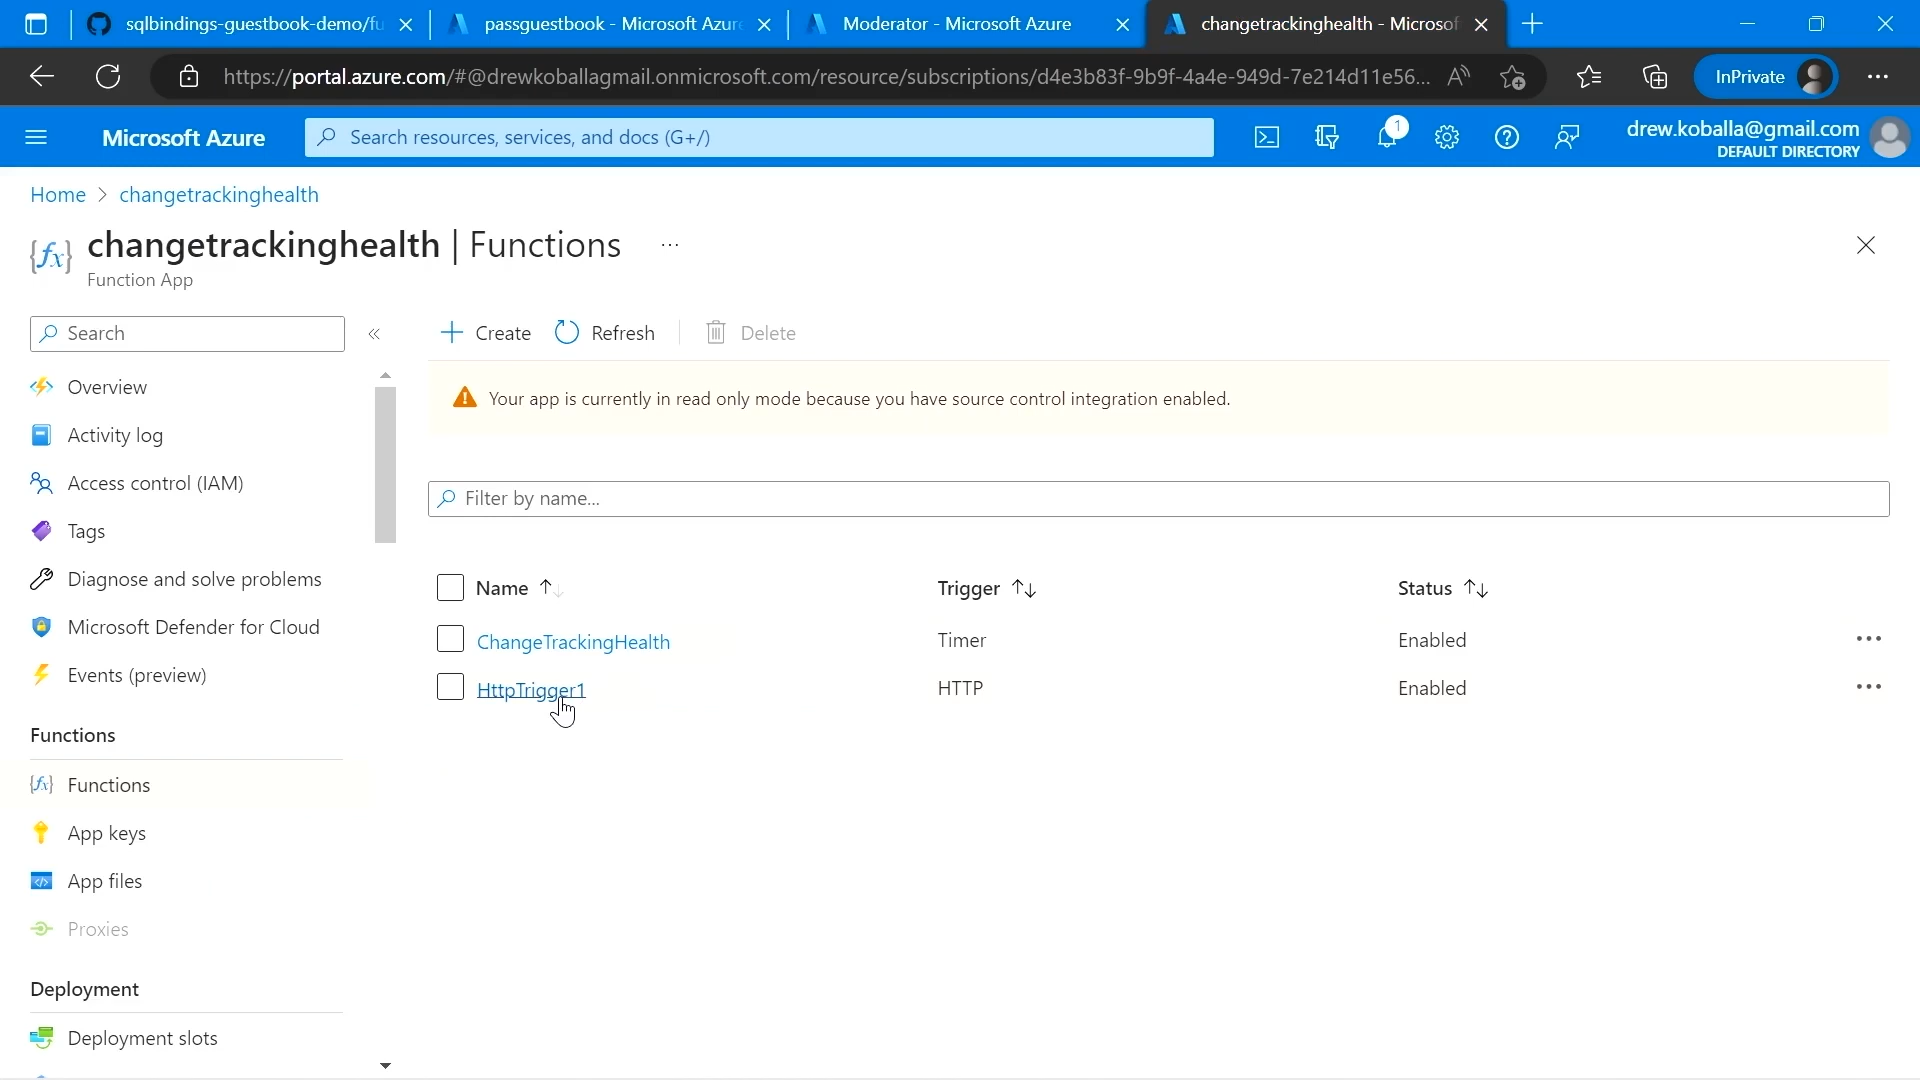 sqlbindings-guestbook-demo/fu
passguestbook - Microsoft Azure
Moderator - Microsoft Azure
changetrackinghealth - Microsof
https://portal.azure.com/#@drewkoballagmail.onmicrosoft.com/resource/subscriptions/d4e3b83f-9b9f-4a4e-949d-7e214d11e56...
InPrivate
Microsoft Azure
Search resources, services, and docs (G+/)
1
drew.koballa@gmail.com
DEFAULT DIRECTORY
Home > changetrackinghealth
changetrackinghealth | Functions ...
Function App
Search
«
Create
Refresh
Delete
Overview
Activity log
Access control (IAM)
Tags
Diagnose and solve problems
Microsoft Defender for Cloud
Events (preview)
Functions
Functions
App keys
App files
Proxies
Deployment
Deployment slots
Your app is currently in read only mode because you have source control integration enabled.
Filter by name...
Name Trigger Status
ChangeTrackingHealth Timer Enabled
HttpTrigger1 HTTP Enabled